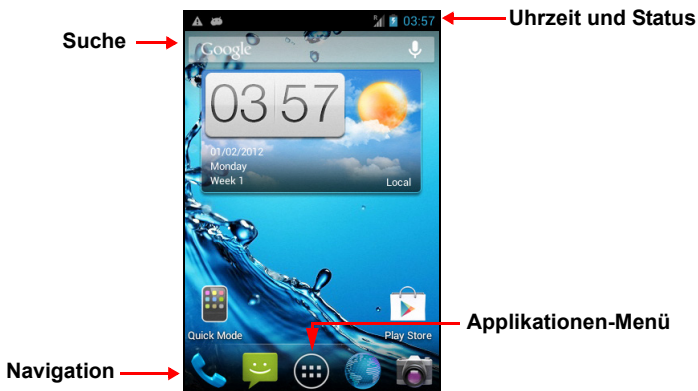 03:57
Uhrzeit und Status
Suche
Google
03 57
01/02/2012
Monday
Week 1
Local
Quick Mode
Play Store
Applikationen-Menü
Navigation